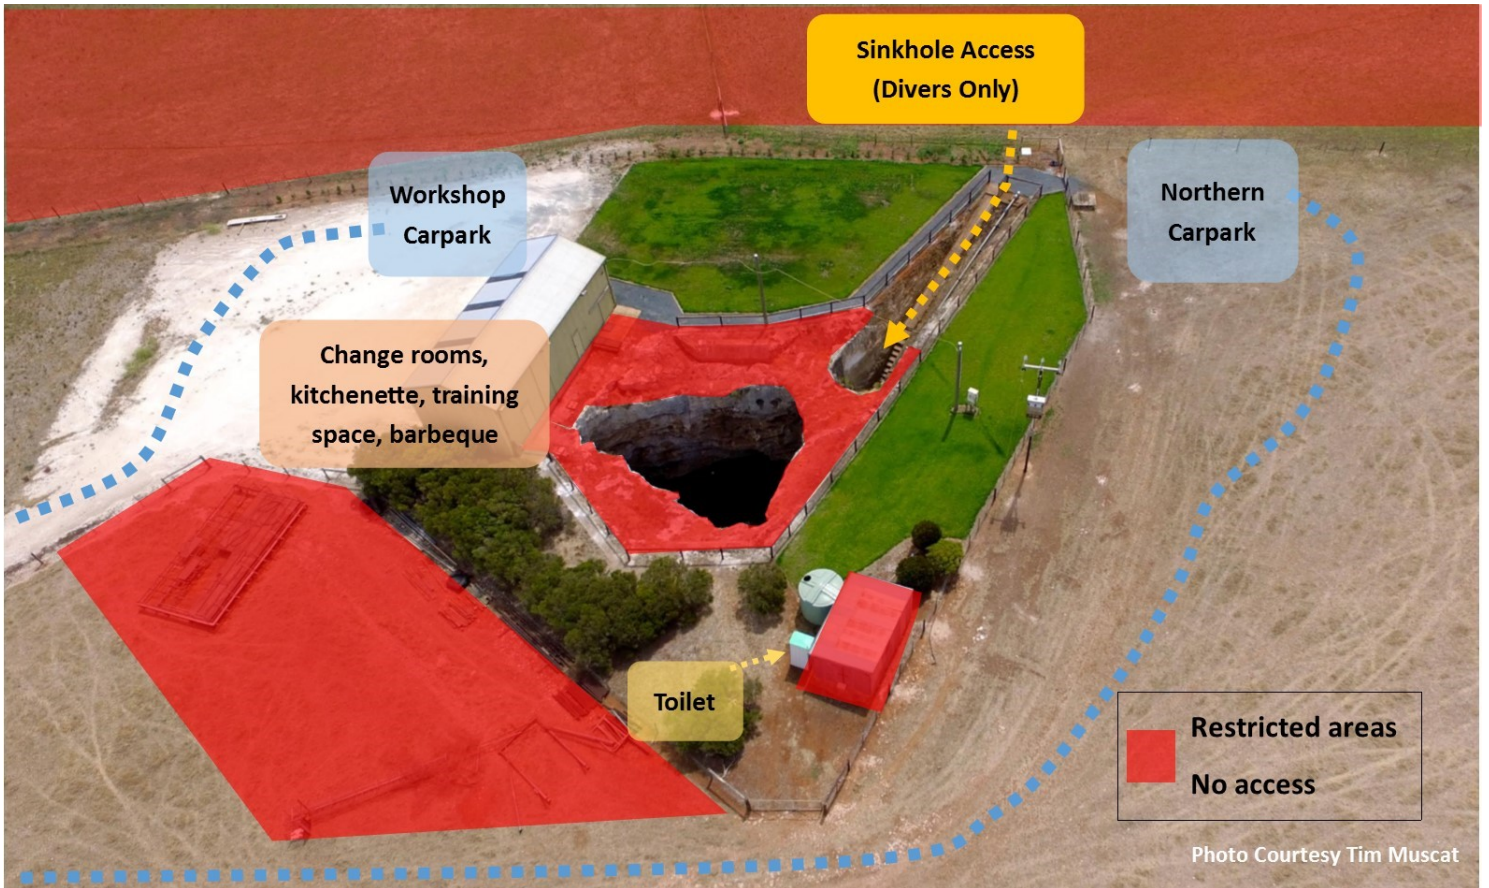 Sinkhole Access
(Divers Only)
Workshop
Carpark
Northern
Carpark
Change rooms,
kitchenette, training
space, barbeque
Toilet
Restricted areas
No access
Photo Courtesy Tim Muscat